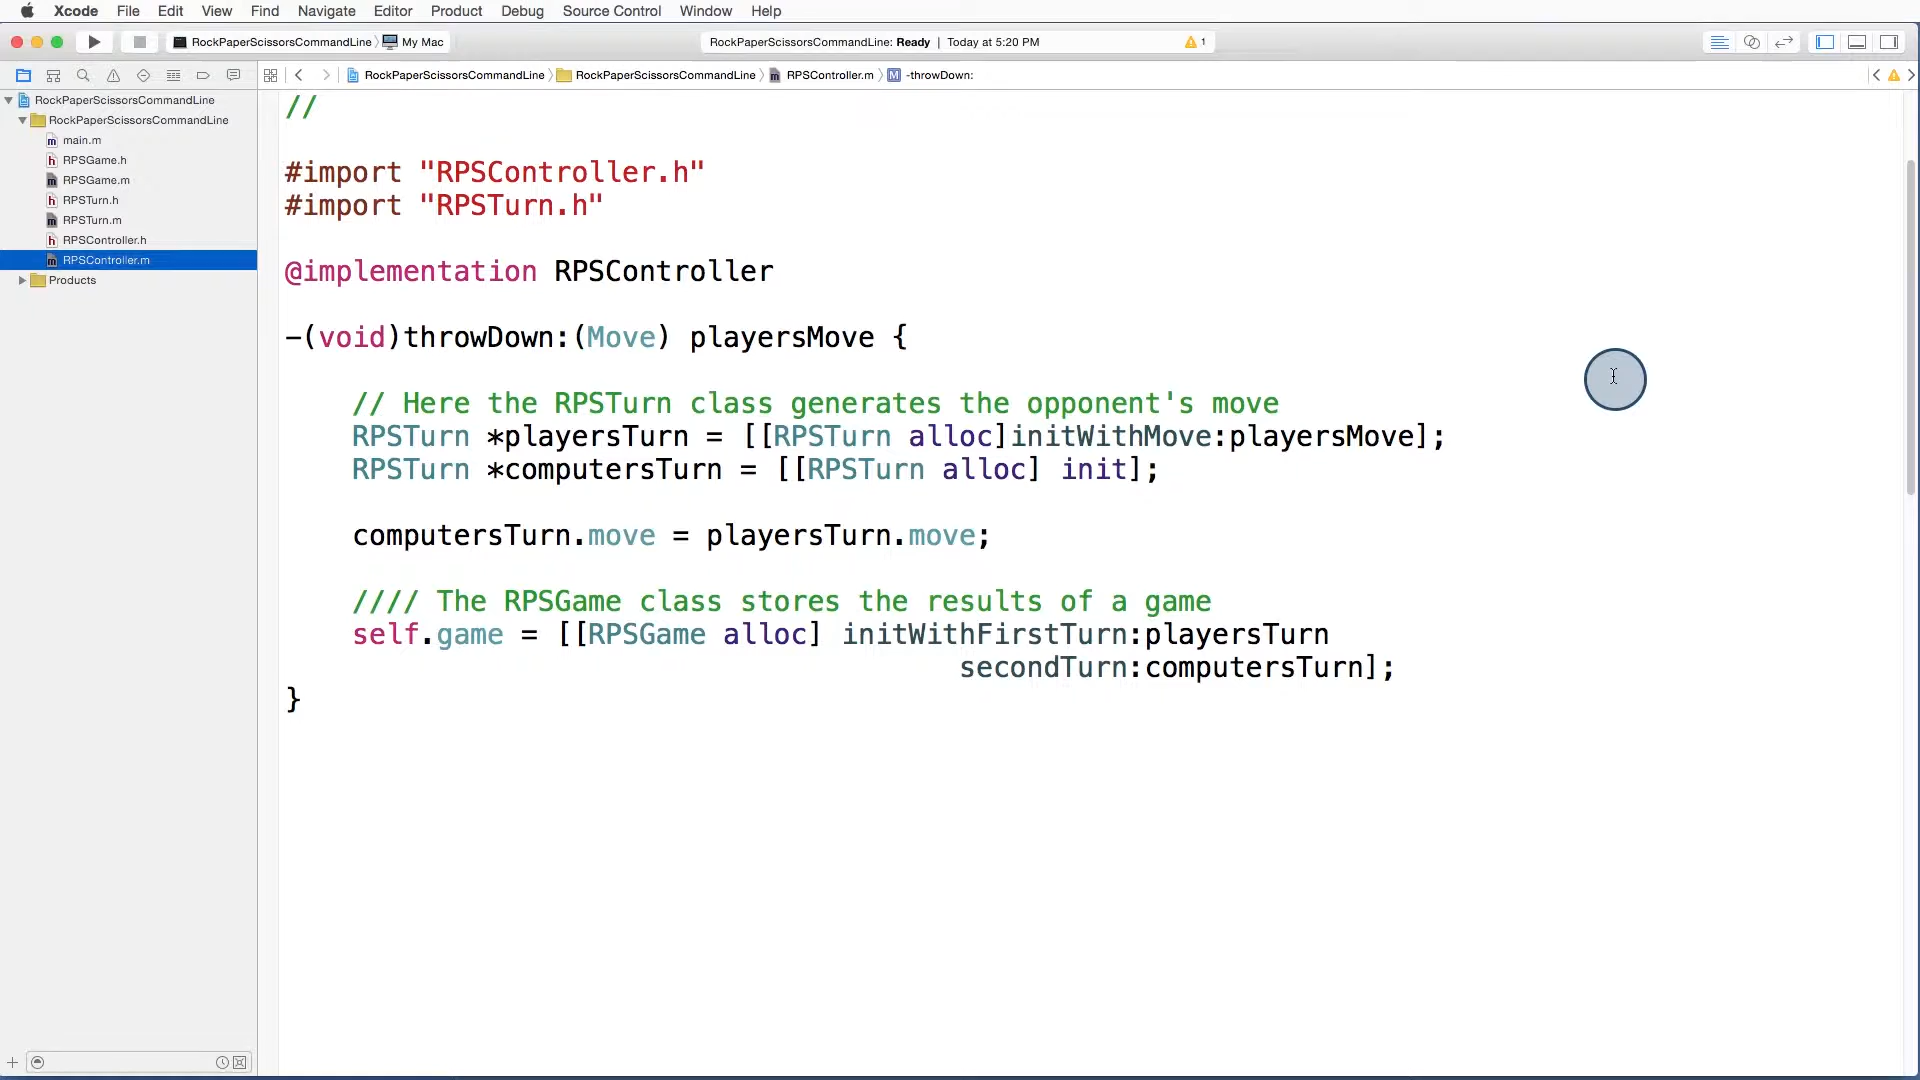 Xcode File Edit View Find Navigate Editor Product Debug Source Control Window Help
RockPaperScissorsCommandLine My Mac
RockPaperScissorsCommandLine: Ready | Today at 5:20 PM
1
RockPaperScissorsCommandLine RockPaperScissorsCommandLine RPSController.m M -throwDown:
RockPaperScissorsCommandLine
RockPaperScissorsCommandLine
main.m
RPSGame.h
RPSGame.m
RPSTurn.h
RPSTurn.m
RPSController.h
RPSController.m
Products
//
#import "RPSController.h"
#import "RPSTurn.h"
@implementation RPSController
-(void)throwDown:(Move) playersMove {
// Here the RPSTurn class generates the opponent's move
RPSTurn *playersTurn = [[RPSTurn alloc]initWithMove:playersMove];
RPSTurn *computersTurn = [[RPSTurn alloc] init];
computersTurn.move = playersTurn.move;
//// The RPSGame class stores the results of a game
self.game = [[RPSGame alloc] initWithFirstTurn:playersTurn
secondTurn:computersTurn];
}